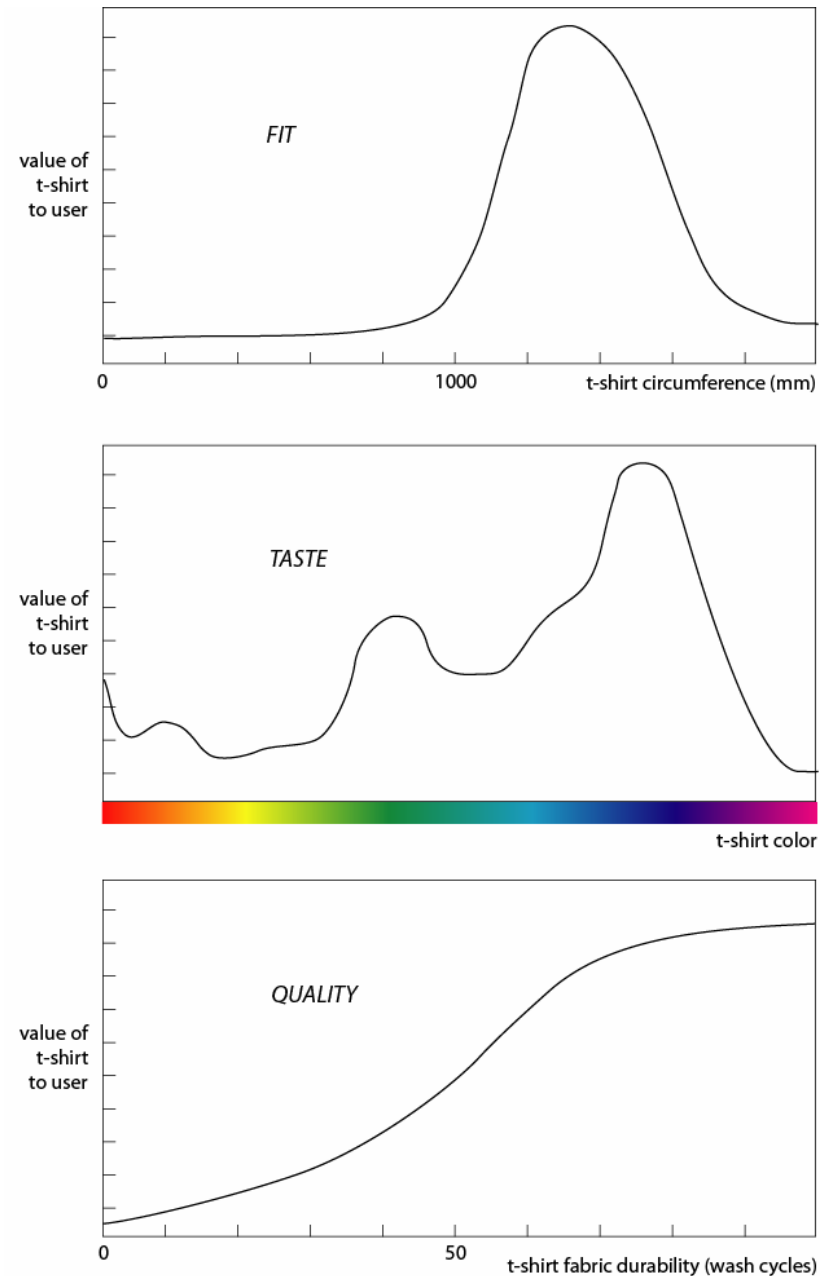 FIT
value of
t-shirt
to user
0
1000
t-shirt circumference (mm)
TASTE
value of
t-shirt
to user
t-shirt color
QUALITY
value of
t-shirt
to user
0
50
t-shirt fabric durability (wash cycles)